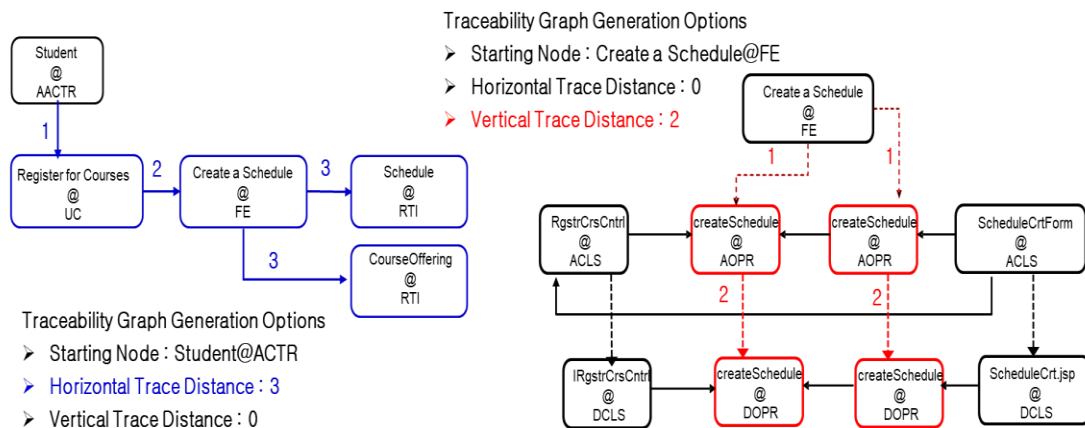 Student
@
AACTR
1
Register for Courses
@
UC
2
Create a Schedule
@
FE
3
Schedule
@
RTI
3
CourseOffering
@
RTI
Traceability Graph Generation Options
➢ Starting Node : Student@ACTR
➢ Horizontal Trace Distance : 3
➢ Vertical Trace Distance : 0
Traceability Graph Generation Options
➢ Starting Node : Create a Schedule@FE
➢ Horizontal Trace Distance : 0
➢ Vertical Trace Distance : 2
Create a Schedule
@
FE
1
1
RgstrCrsCntrl
@
ACLS
createSchedule
@
AOPR
createSchedule
@
AOPR
ScheduleCrtForm
@
ACLS
2
2
IRgstrCrsCntrl
@
DCLS
createSchedule
@
DOPR
createSchedule
@
DOPR
ScheduleCrt.jsp
@
DCLS